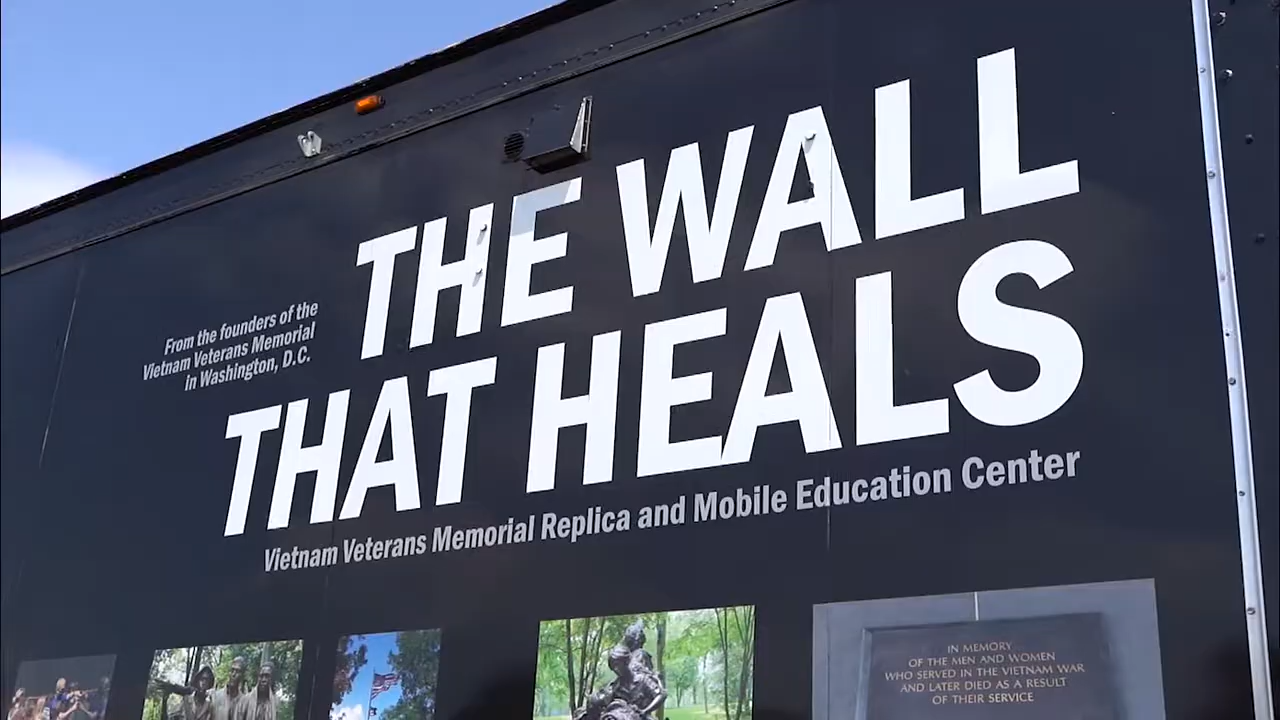 THE WALL
THAT HEALS
From the founders of the
Vietnam Veterans Memorial
in Washington, D.C.
Vietnam Veterans Memorial Replica and Mobile Education Center
IN MEMORY
OF THE MEN AND WOMEN
WHO SERVED IN THE VIETNAM WAR
AND LATER DIED AS A RESULT
OF THEIR SERVICE